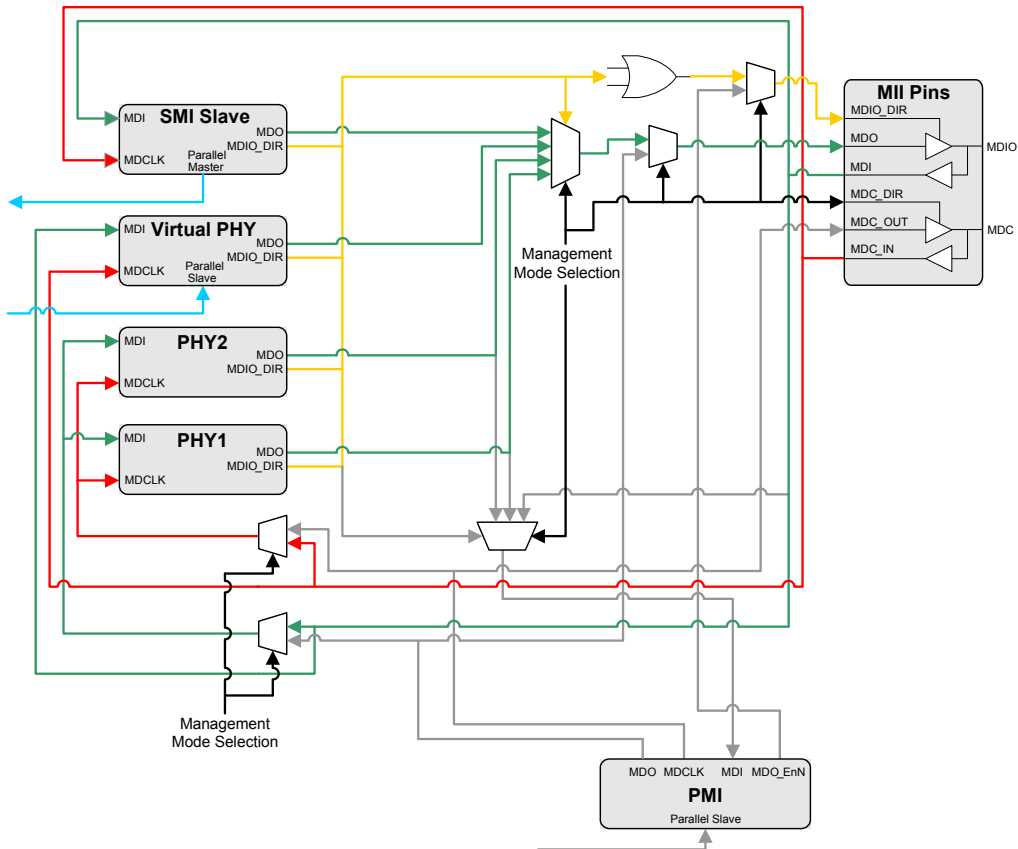 SMI Slave
MDI
MDCLK
MDO
MDIO_DIR
Parallel
Master
Virtual PHY
MDI
MDCLK
MDO
MDIO_DIR
Parallel
Slave
PHY2
MDI
MDCLK
MDO
MDIO_DIR
PHY1
MDI
MDCLK
MDO
MDIO_DIR
Management
Mode Selection
MII Pins
MDIO_DIR
MDO
MDI
MDC_DIR
MDC_OUT
MDC_IN
MDIO
MDC
Management
Mode Selection
MDO MDCLK MDI MDO_EnN
PMI
Parallel Slave